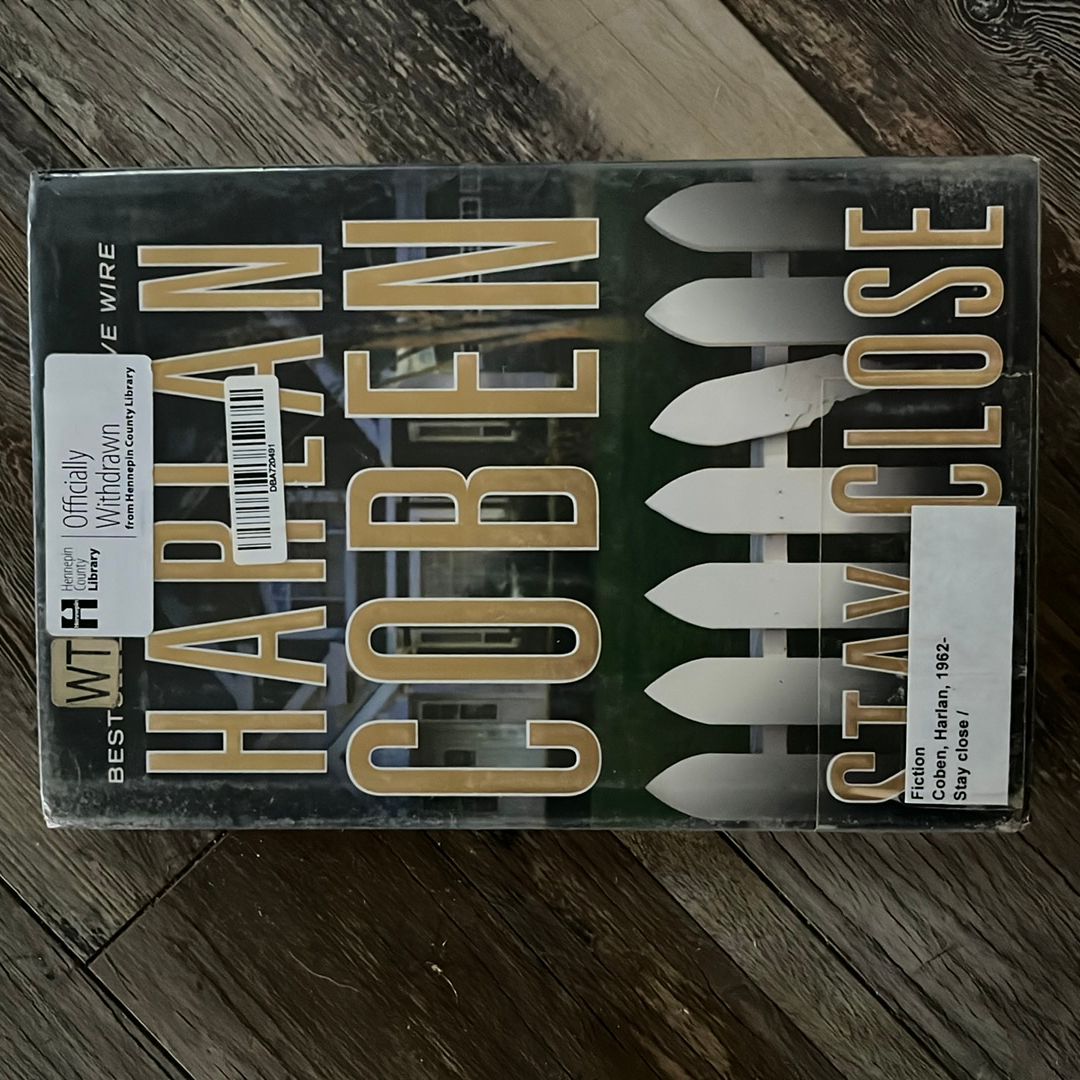 BEST
VE WIRE
WT
Hennepin
County
Library
Officially
Withdrawn
from Hennepin County Library
HARLAN
DBA720491
COBEN
STAY CLOSE
Fiction
Coben, Harlan, 1962-
Stay close /